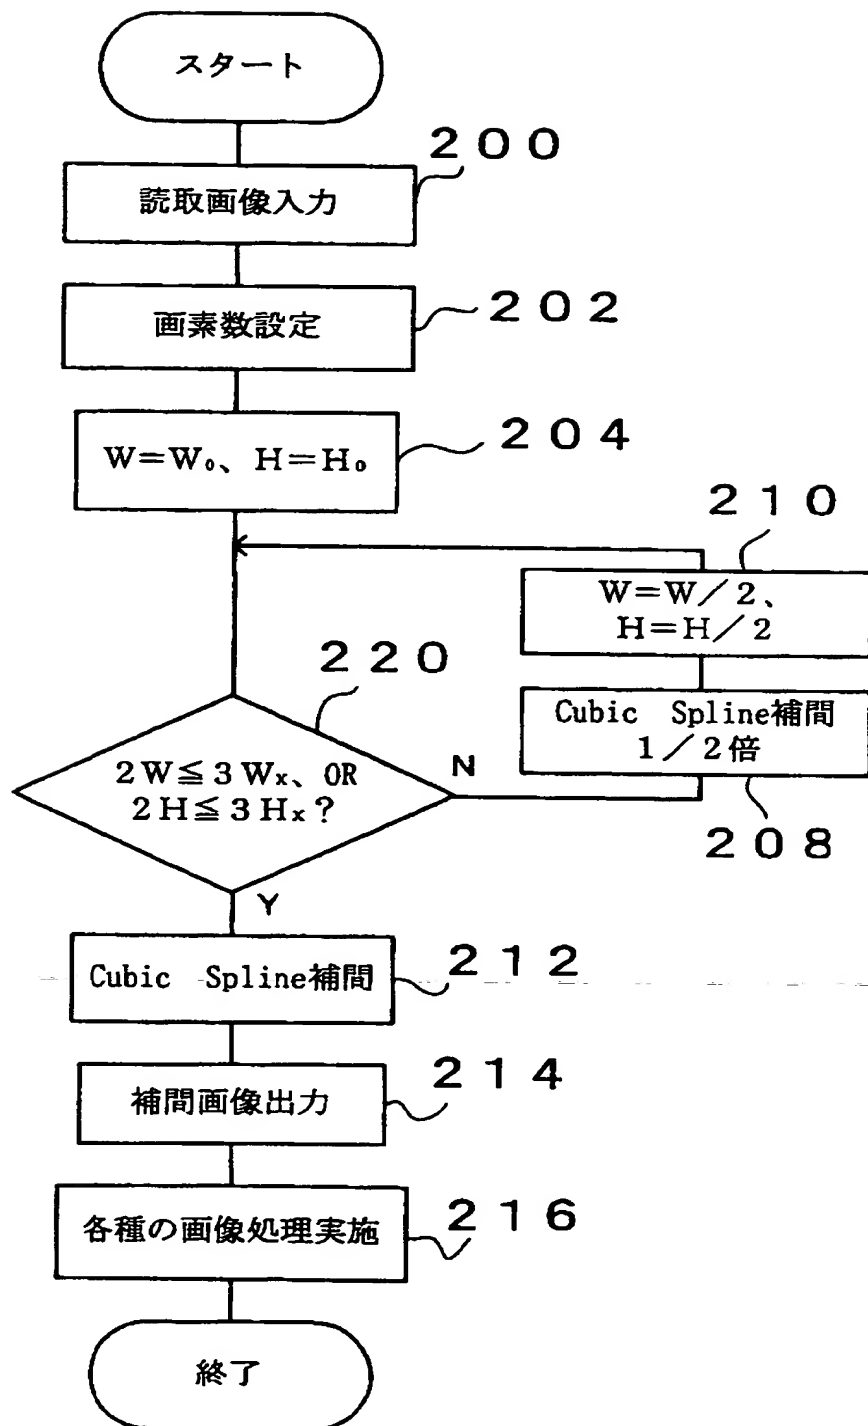 スタート
200
読取画像入力
202
画素数設定
204
W=W₀、H=H₀
210
W=W／2、
H=H／2
220
Cubic Spline補間
1／2倍
2W≦3Wx、OR
2H≦3Hx?
N
208
Y
212
Cubic Spline補間
214
補間画像出力
216
各種の画像処理実施
終了